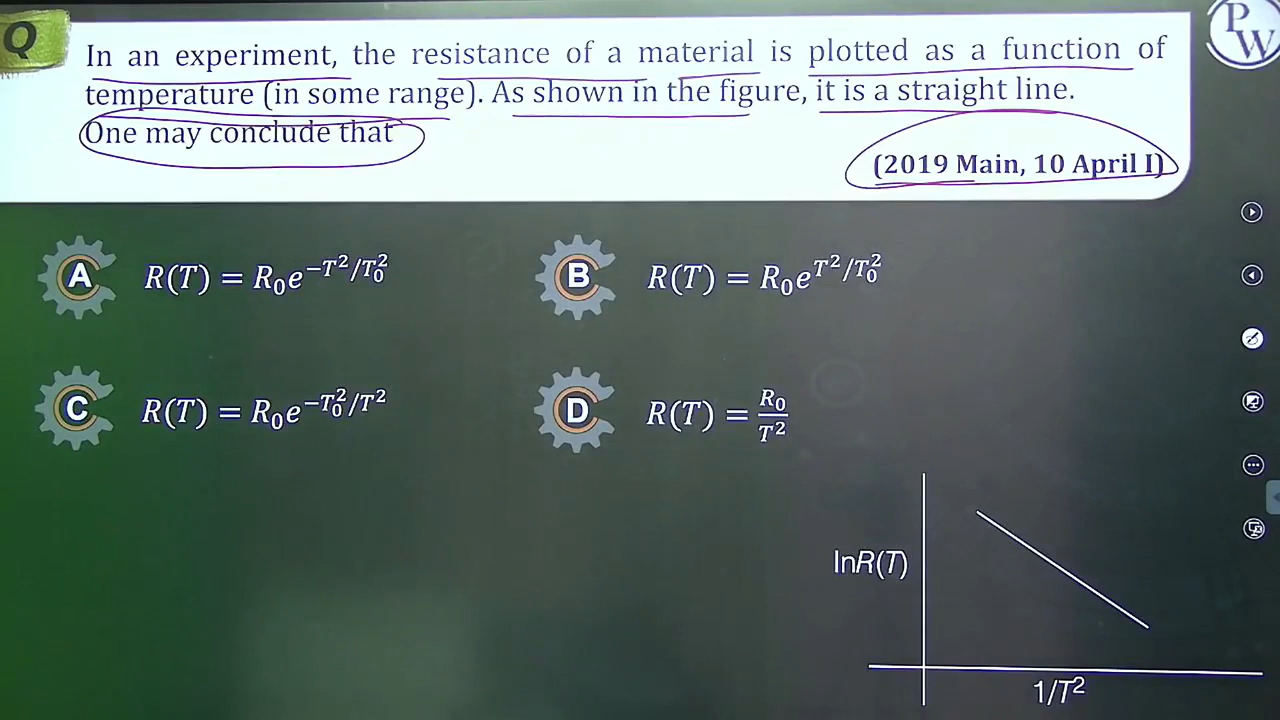 Q
In an experiment, the resistance of a material is plotted as a function of
temperature (in some range). As shown in the figure, it is a straight line.
One may conclude that
(2019 Main, 10 April I)
PW
A R(T) = R₀e^{−T²/T₀²}
B R(T) = R₀e^{T²/T₀²}
C R(T) = R₀e^{−T₀²/T²}
D R(T) = R₀/T²
lnR(T)
1/T²